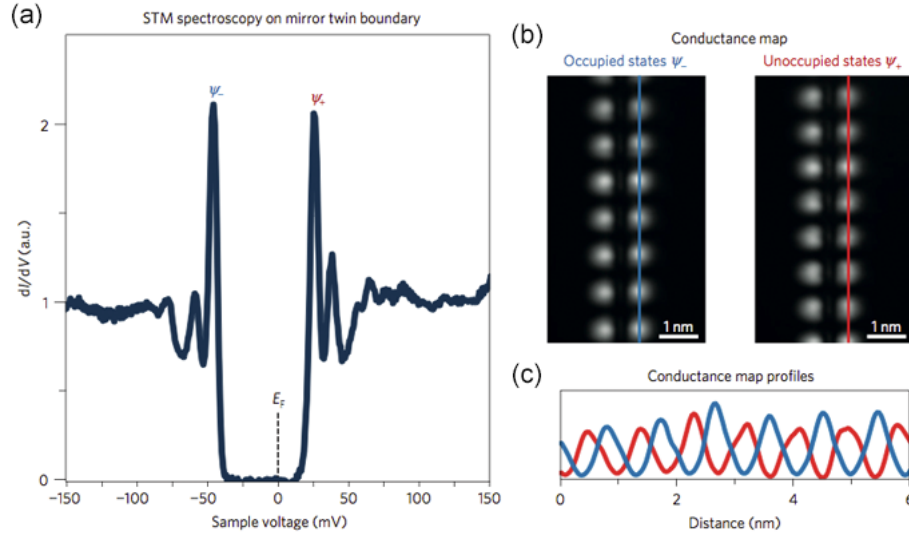 (a)
STM spectroscopy on mirror twin boundary
dI/dV (a.u.)
2
1
0
ψ₋
ψ₊
E_F
−150 −100 −50 0 50 100 150
Sample voltage (mV)
(b)
Conductance map
Occupied states ψ₋
Unoccupied states ψ₊
1 nm
1 nm
(c)
Conductance map profiles
0 2 4 6
Distance (nm)